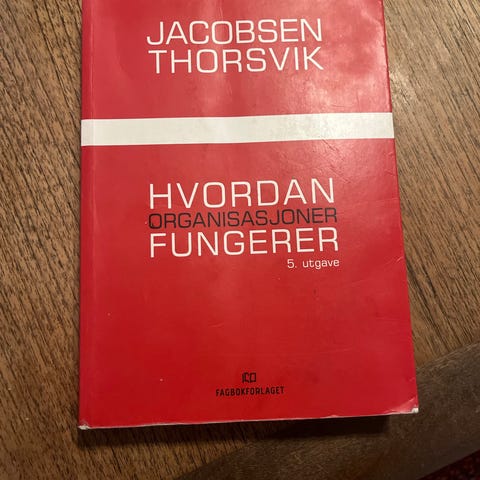 JACOBSEN
THORSVIK
HVORDAN
ORGANISASJONER
FUNGERER
5. utgave
FAGBOKFORLAGET